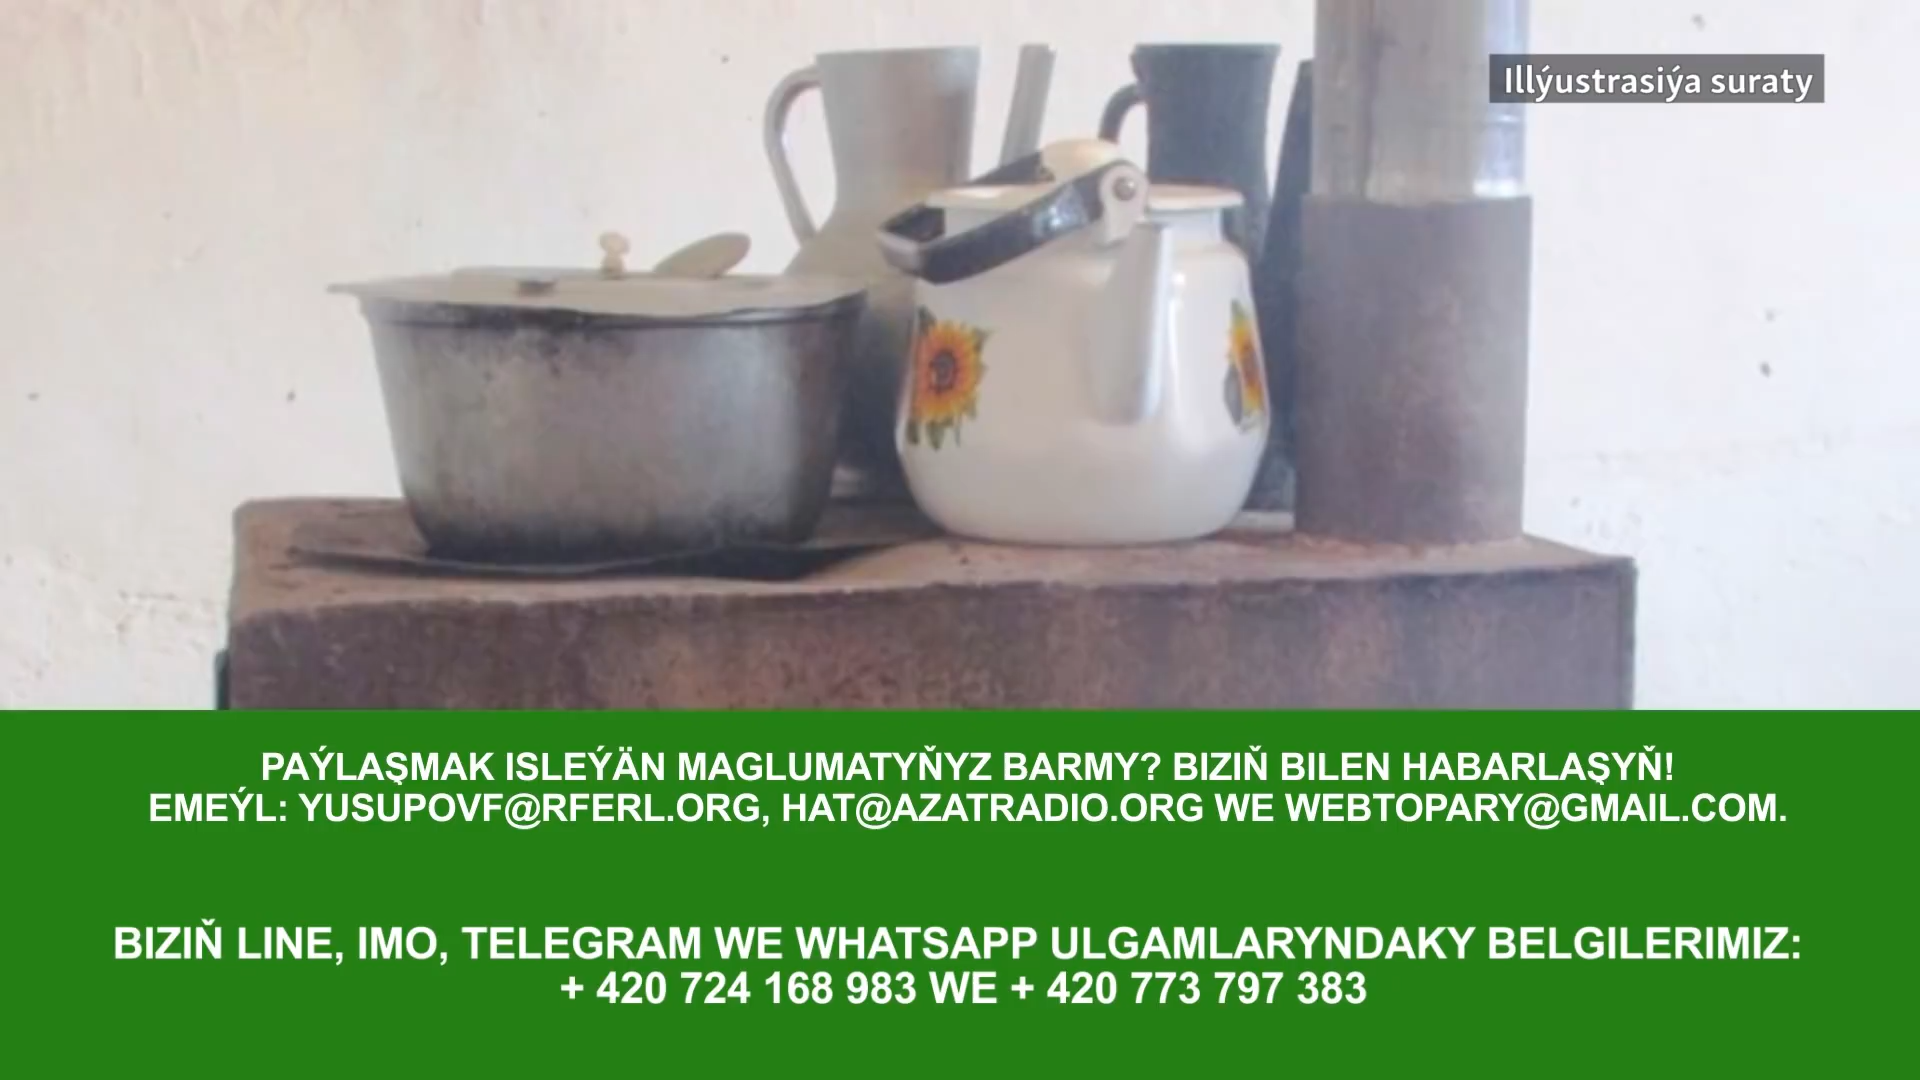 Illýustrasiýa suraty
PAÝLAŞMAK ISLEÝÄN MAGLUMATYŇYZ BARMY? BIZIŇ BILEN HABARLAŞYŇ!
EMEÝL: YUSUPOVF@RFERL.ORG, HAT@AZATRADIO.ORG WE WEBTOPARY@GMAIL.COM.
BIZIŇ LINE, IMO, TELEGRAM WE WHATSAPP ULGAMLARYNDAKY BELGILERIMIZ:
+ 420 724 168 983 WE + 420 773 797 383